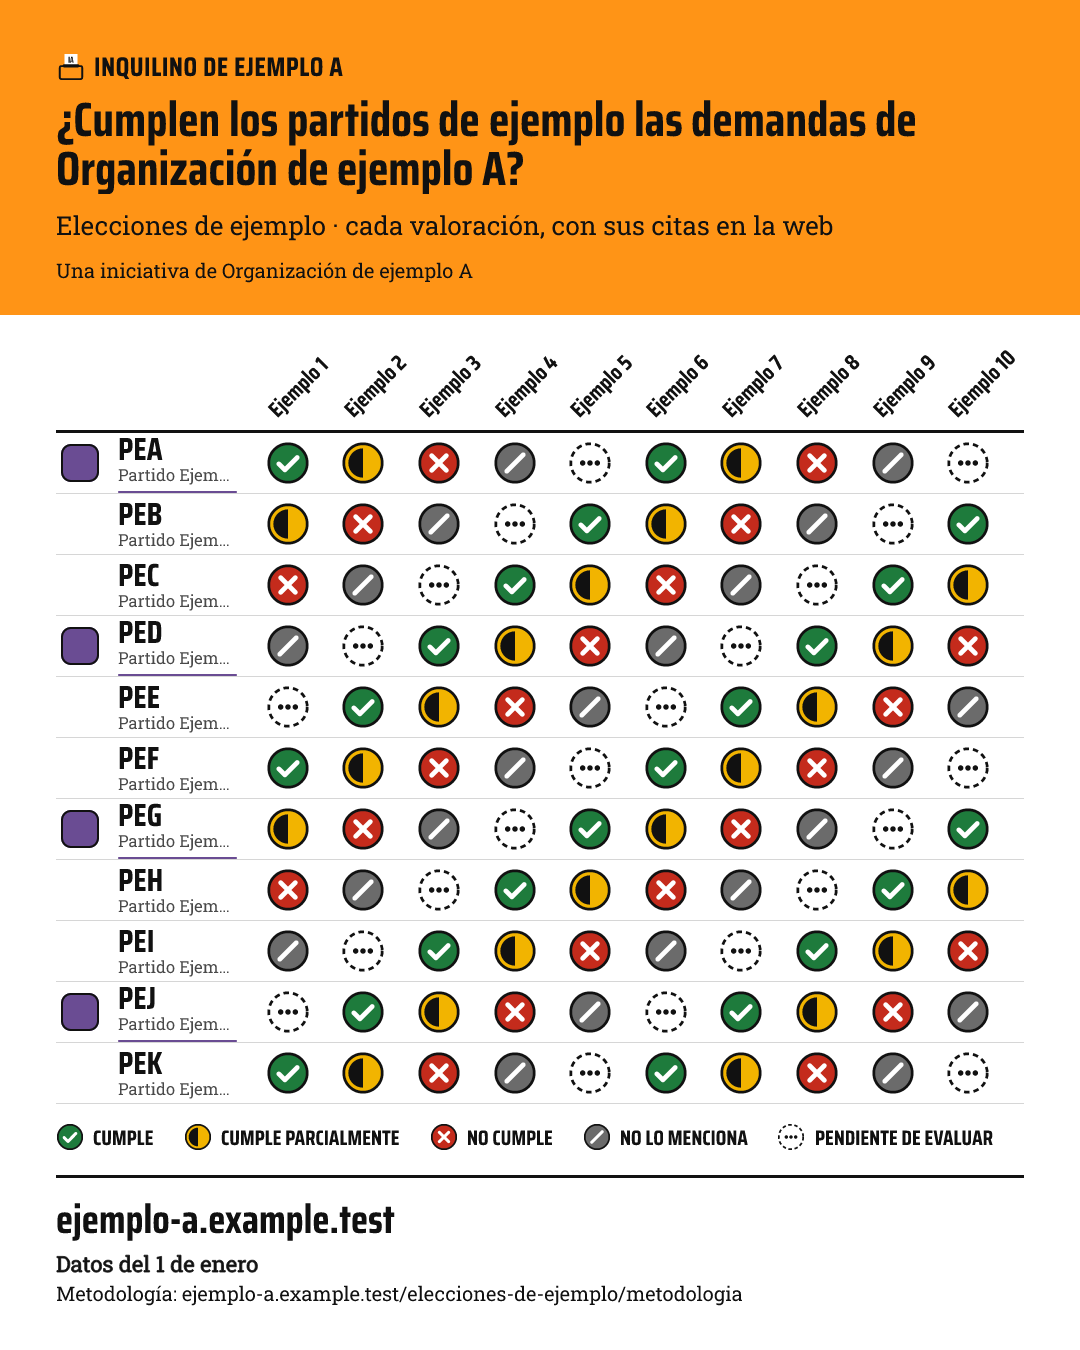 INQUILINO DE EJEMPLO A
¿Cumplen los partidos de ejemplo las demandas de
Organización de ejemplo A?
Elecciones de ejemplo · cada valoración, con sus citas en la web
Una iniciativa de Organización de ejemplo A
Ejemplo 1
Ejemplo 2
Ejemplo 3
Ejemplo 4
Ejemplo 5
Ejemplo 6
Ejemplo 7
Ejemplo 8
Ejemplo 9
Ejemplo 10
PEA
Partido Ejem...
PEB
Partido Ejem...
PEC
Partido Ejem...
PED
Partido Ejem...
PEE
Partido Ejem...
PEF
Partido Ejem...
PEG
Partido Ejem...
PEH
Partido Ejem...
PEI
Partido Ejem...
PEJ
Partido Ejem...
PEK
Partido Ejem...
CUMPLE CUMPLE PARCIALMENTE NO CUMPLE NO LO MENCIONA PENDIENTE DE EVALUAR
ejemplo-a.example.test
Datos del 1 de enero
Metodología: ejemplo-a.example.test/elecciones-de-ejemplo/metodologia